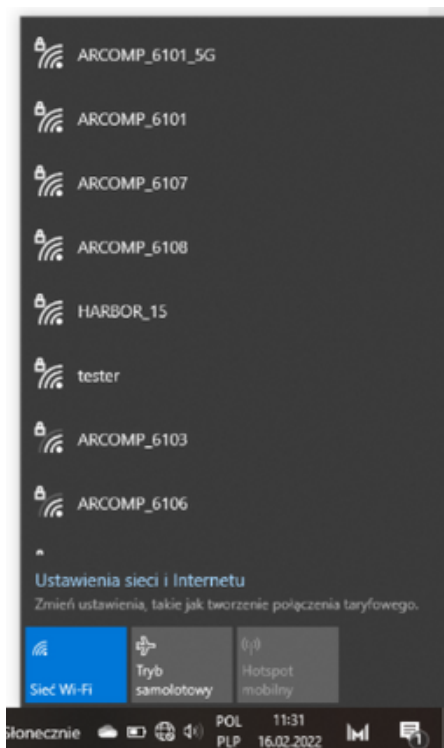 ARCOMP_6101_5G
ARCOMP_6101
ARCOMP_6107
ARCOMP_6108
HARBOR_15
tester
ARCOMP_6103
ARCOMP_6106
Ustawienia sieci i Internetu
Zmień ustawienia, takie jak tworzenie połączenia taryfowego.
Sieć Wi-Fi
Tryb
samolotowy
Hotspot
mobilny
Słonecznie
POL
PLP
11:31
16.02.2022
1